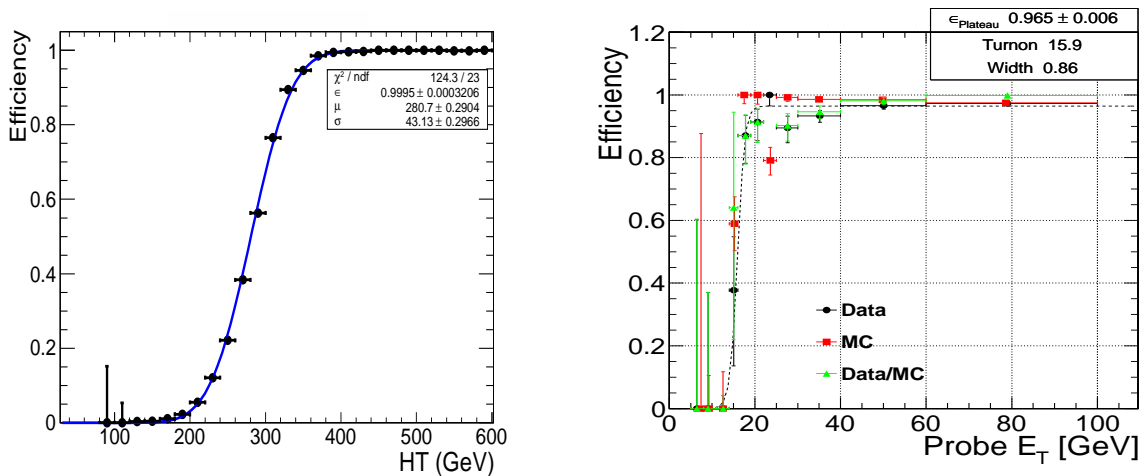 Efficiency
1
0.8
0.6
0.4
0.2
0
χ² / ndf 124.3 / 23
ϵ 0.9995 ± 0.0003206
μ 280.7 ± 0.2904
σ 43.13 ± 0.2966
100 200 300 400 500 600
HT (GeV)
Efficiency
1.2
1
0.8
0.6
0.4
0.2
0
ϵPlateau 0.965 ± 0.006
Turnon 15.9
Width 0.86
Data
MC
Data/MC
0 20 40 60 80 100
Probe E_T [GeV]